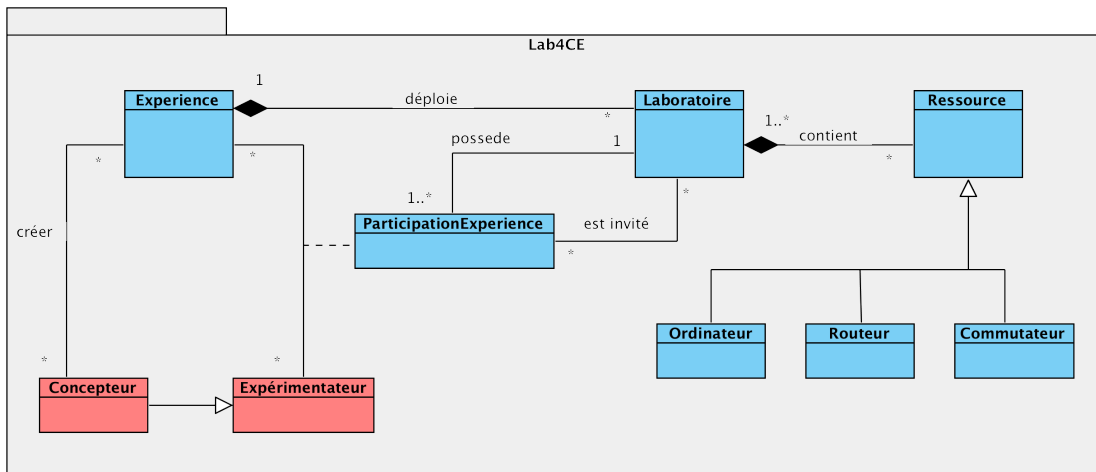 Lab4CE
Experience
1
déploie
*
Laboratoire
1..*
contient
*
Ressource
*
*
possede
1
1..*
*
créer
ParticipationExperience
est invité
*
Ordinateur
Routeur
Commutateur
*
*
Concepteur
Expérimentateur